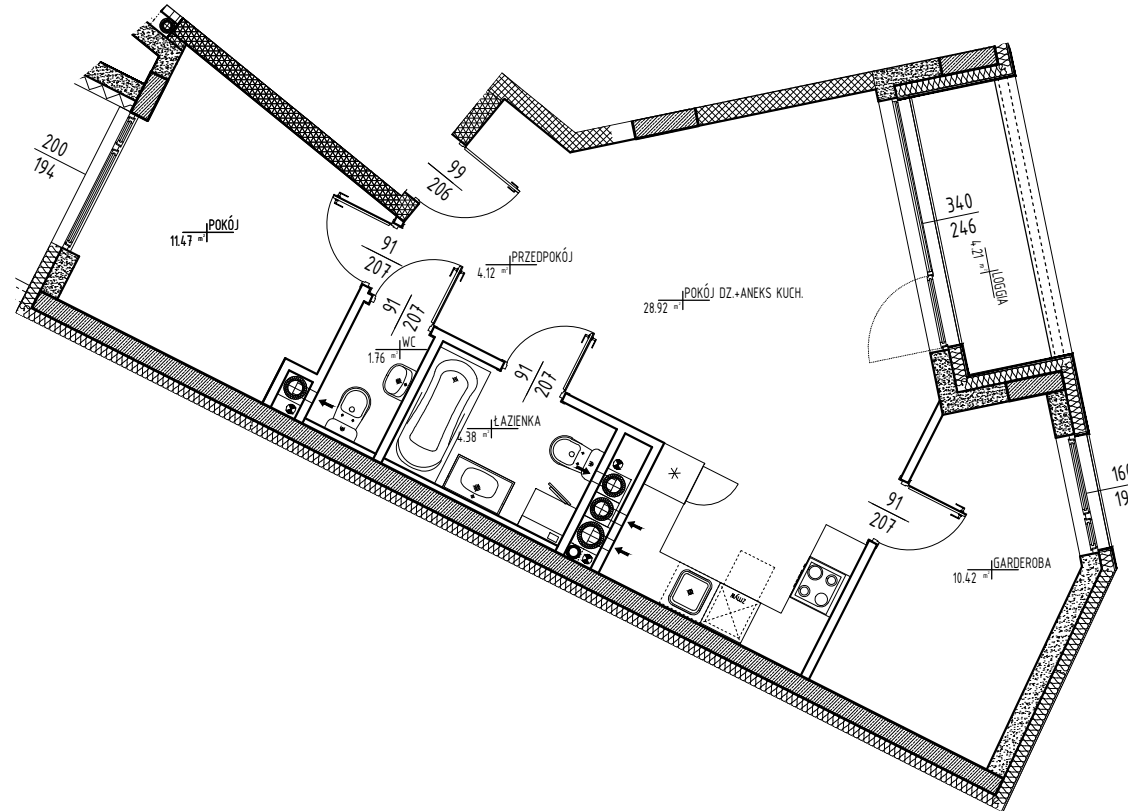 200
194
POKÓJ
11.47 m²
99
206
91
207
PRZEDPOKÓJ
4.12 m²
91
207
WC
1.76 m²
91
207
ŁAZIENKA
4.38 m²
POKÓJ DZ.+ANEKS KUCH.
28.92 m²
340
246
LOGGIA
4.21 m²
91
207
GARDEROBA
10.42 m²
ZMYW